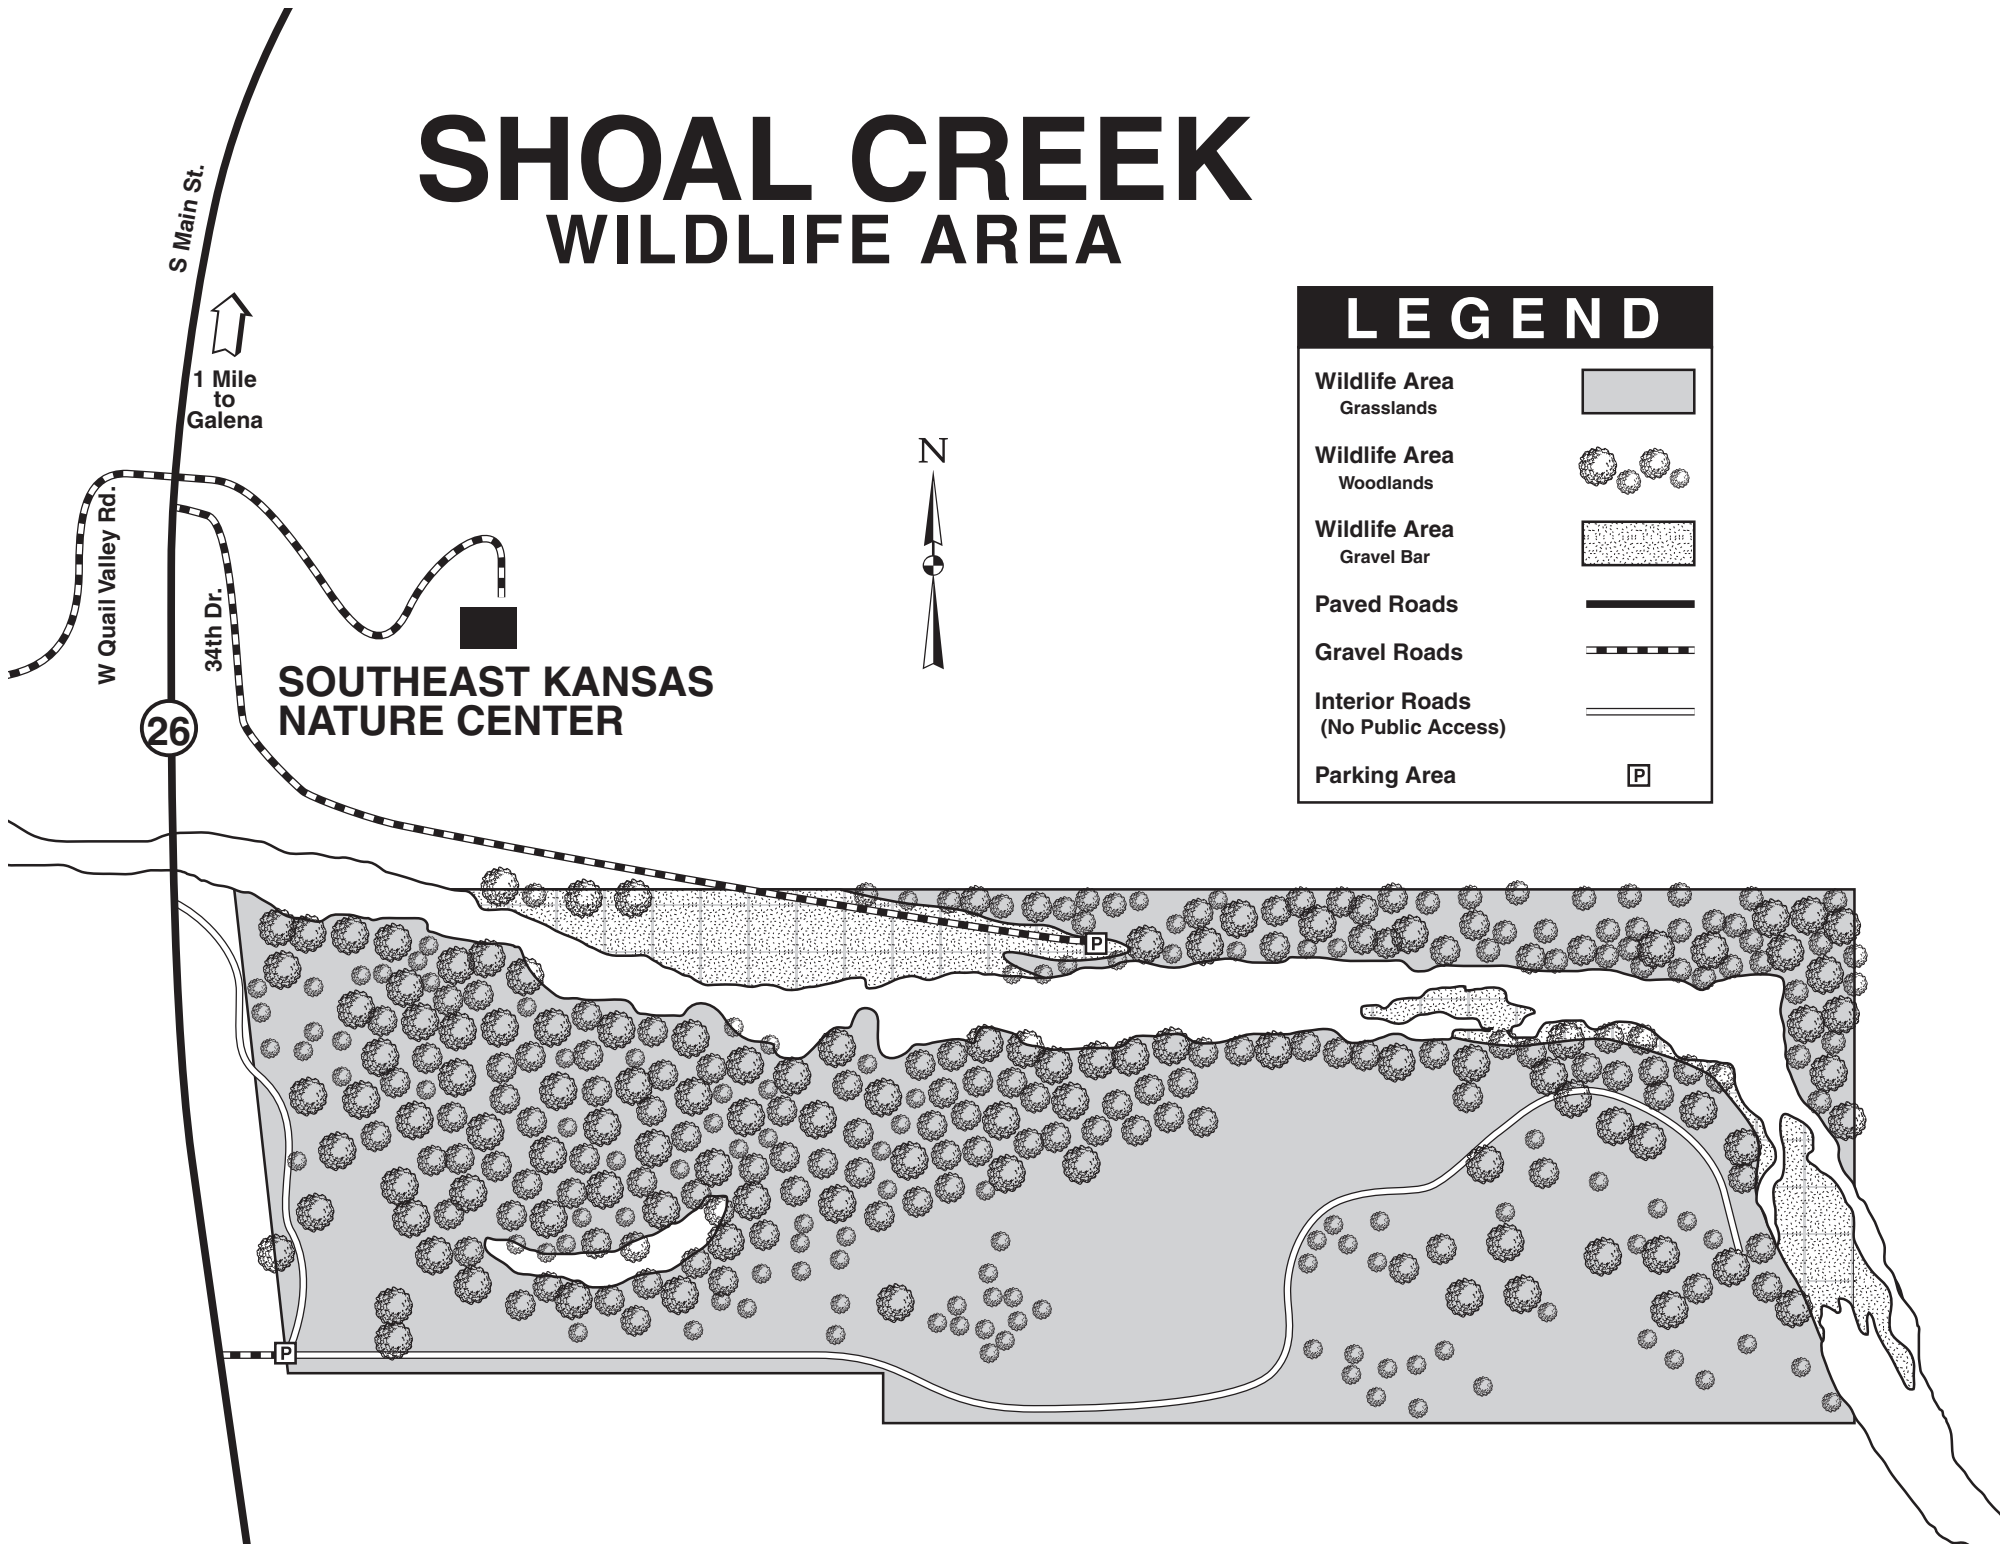 SHOAL CREEK
WILDLIFE AREA
S Main St.
1 Mile
to
Galena
LEGEND
Wildlife Area
Grasslands
Wildlife Area
Woodlands
Wildlife Area
Gravel Bar
Paved Roads
Gravel Roads
Interior Roads
(No Public Access)
Parking Area
P
N
W Quail Valley Rd.
34th Dr.
SOUTHEAST KANSAS
NATURE CENTER
26
P
P